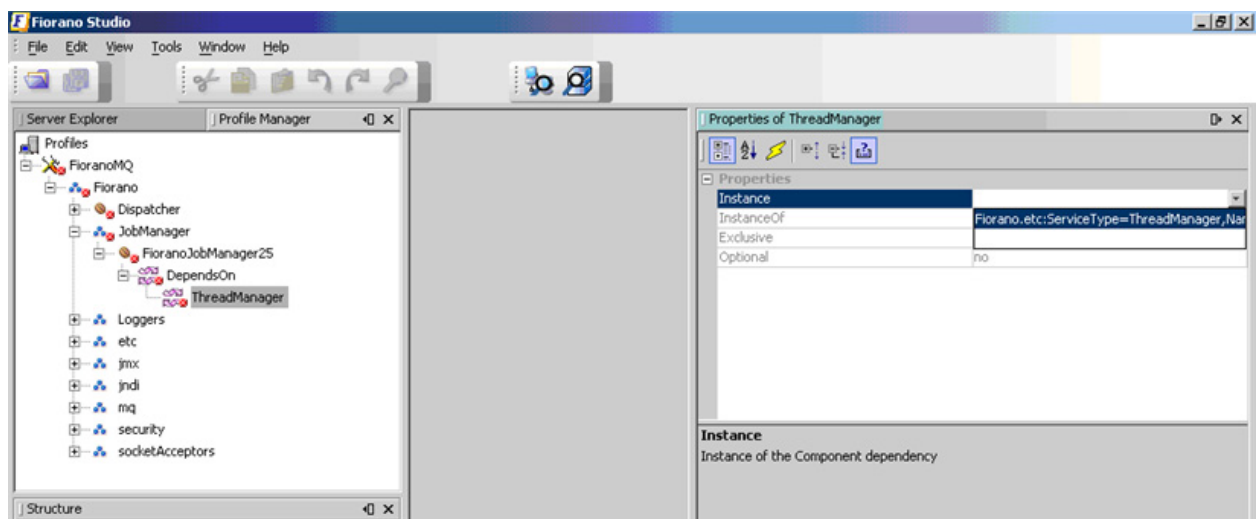 Fiorano Studio
File Edit View Tools Window Help
Server Explorer
Profile Manager
Profiles
FioranoMQ
Fiorano
Dispatcher
JobManager
FioranoJobManager25
DependsOn
ThreadManager
Loggers
etc
jmx
jndi
mq
security
socketAcceptors
Structure
Properties of ThreadManager
Properties
Instance
InstanceOf Fiorano.etc:ServiceType=ThreadManager,Nar
Exclusive
Optional no
Instance
Instance of the Component dependency